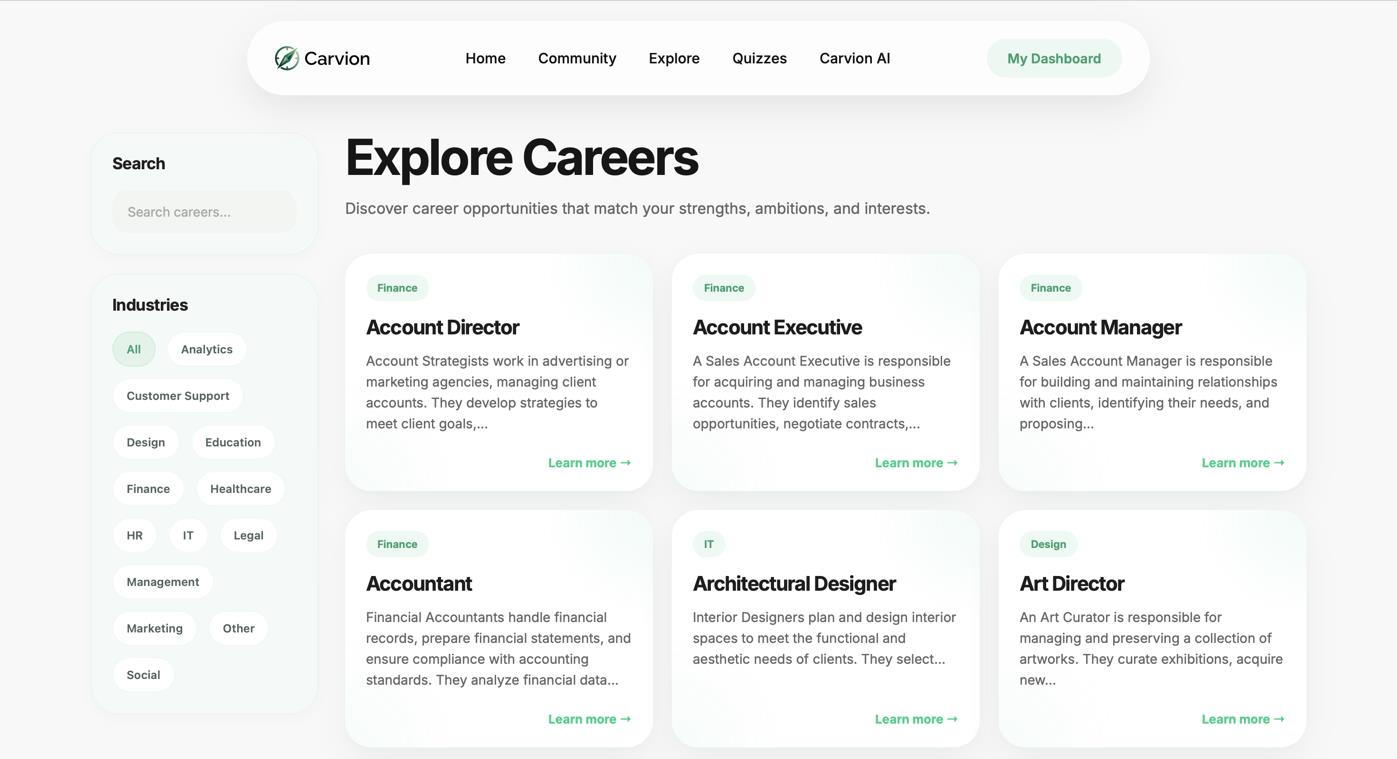 Carvion
Home
Community
Explore
Quizzes
Carvion AI
My Dashboard
Search
Search careers...
Industries
All
Analytics
Customer Support
Design
Education
Finance
Healthcare
HR
IT
Legal
Management
Marketing
Other
Social
Explore Careers
Discover career opportunities that match your strengths, ambitions, and interests.
Finance
Account Director
Account Strategists work in advertising or
marketing agencies, managing client
accounts. They develop strategies to
meet client goals,...
Learn more →
Finance
Account Executive
A Sales Account Executive is responsible
for acquiring and managing business
accounts. They identify sales
opportunities, negotiate contracts,...
Learn more →
Finance
Account Manager
A Sales Account Manager is responsible
for building and maintaining relationships
with clients, identifying their needs, and
proposing...
Learn more →
Finance
Accountant
Financial Accountants handle financial
records, prepare financial statements, and
ensure compliance with accounting
standards. They analyze financial data...
Learn more →
IT
Architectural Designer
Interior Designers plan and design interior
spaces to meet the functional and
aesthetic needs of clients. They select...
Learn more →
Design
Art Director
An Art Curator is responsible for
managing and preserving a collection of
artworks. They curate exhibitions, acquire
new...
Learn more →